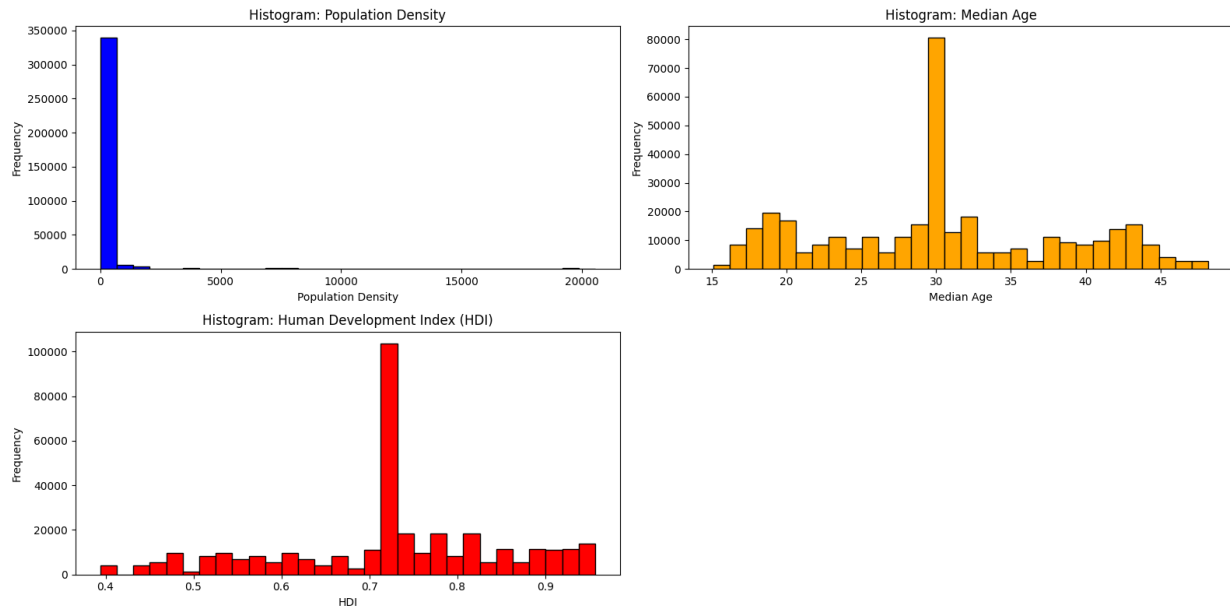 Histogram: Population Density
350000
300000
250000
200000
150000
100000
50000
0
Frequency
0 5000 10000 15000 20000
Population Density
Histogram: Median Age
80000
70000
60000
50000
40000
30000
20000
10000
0
Frequency
15 20 25 30 35 40 45
Median Age
Histogram: Human Development Index (HDI)
100000
80000
60000
40000
20000
0
Frequency
0.4 0.5 0.6 0.7 0.8 0.9
HDI